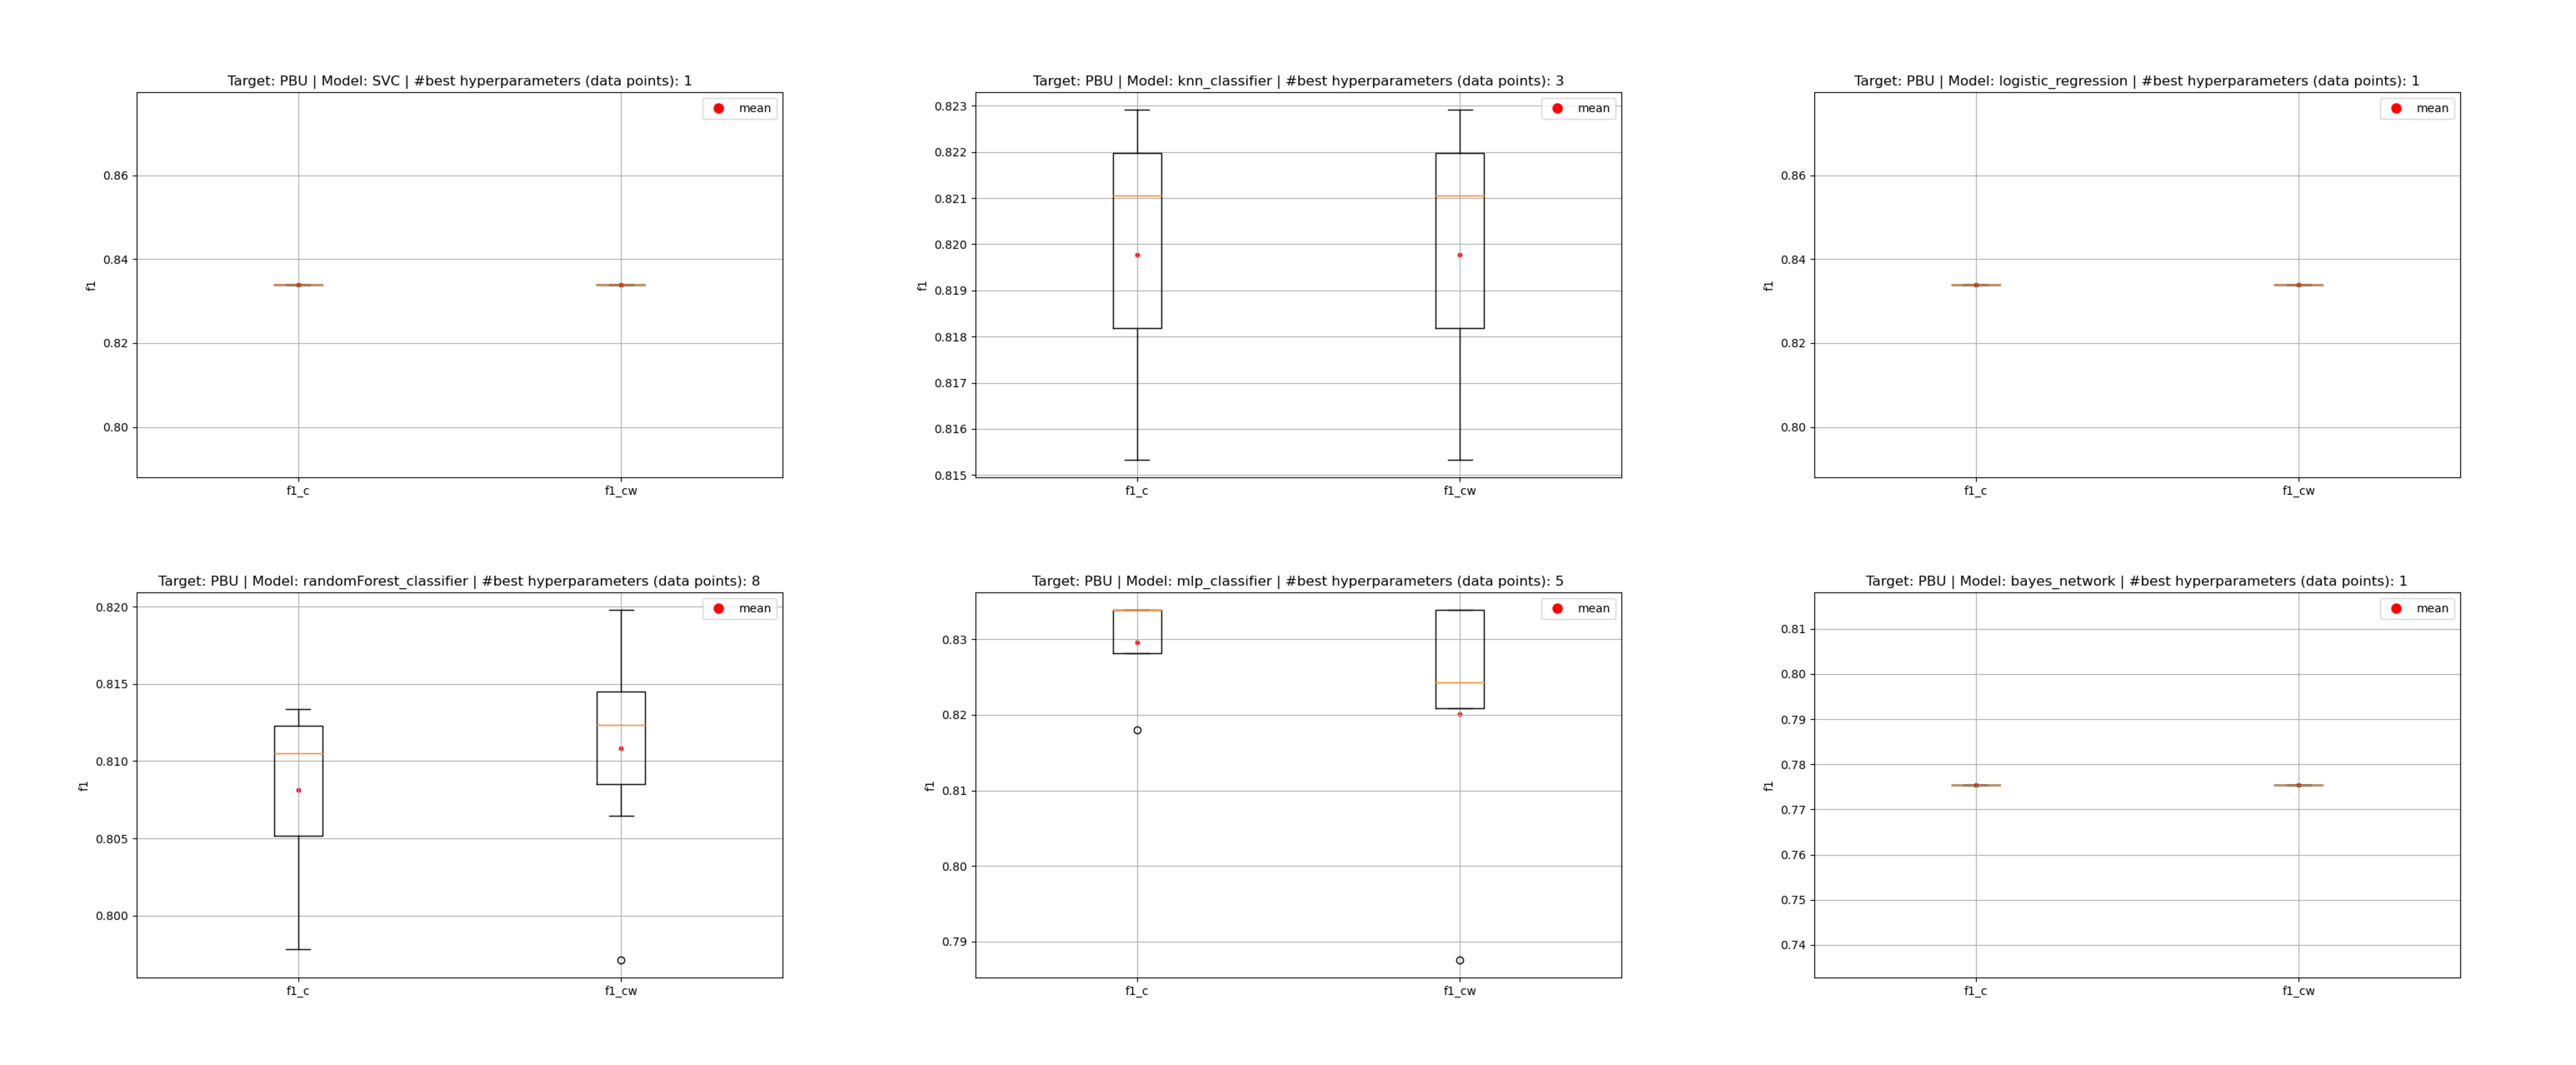 Target: PBU | Model: SVC | #best hyperparameters (data points): 1
mean
0.86
0.84
0.82
0.80
f1
f1_c
f1_cw
Target: PBU | Model: knn_classifier | #best hyperparameters (data points): 3
mean
0.823
0.822
0.821
0.820
0.819
0.818
0.817
0.816
0.815
f1
f1_c
f1_cw
Target: PBU | Model: logistic_regression | #best hyperparameters (data points): 1
mean
0.86
0.84
0.82
0.80
f1
f1_c
f1_cw
Target: PBU | Model: randomForest_classifier | #best hyperparameters (data points): 8
mean
0.820
0.815
0.810
0.805
0.800
f1
f1_c
f1_cw
Target: PBU | Model: mlp_classifier | #best hyperparameters (data points): 5
mean
0.83
0.82
0.81
0.80
0.79
f1
f1_c
f1_cw
Target: PBU | Model: bayes_network | #best hyperparameters (data points): 1
mean
0.81
0.80
0.79
0.78
0.77
0.76
0.75
0.74
f1
f1_c
f1_cw